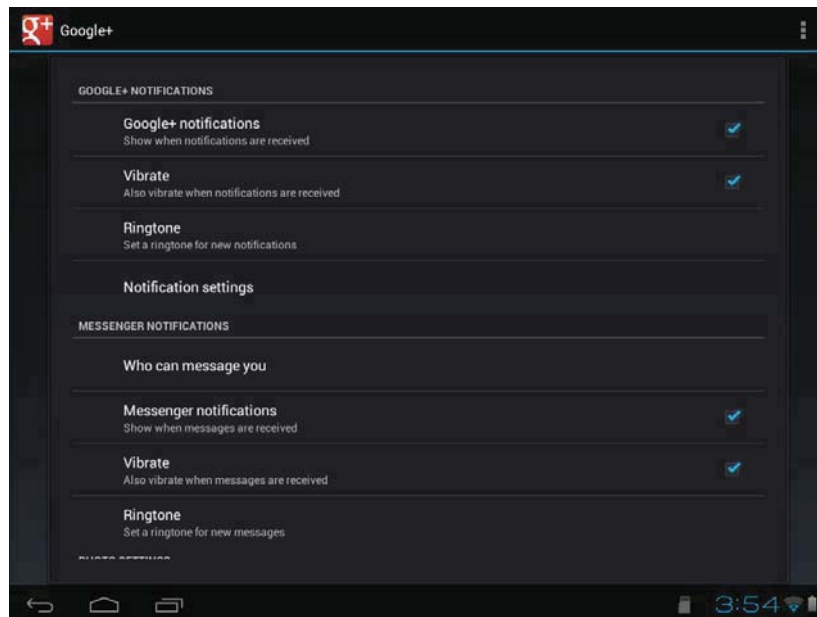 g+ Google+
GOOGLE+ NOTIFICATIONS
Google+ notifications
Show when notifications are received
Vibrate
Also vibrate when notifications are received
Ringtone
Set a ringtone for new notifications
Notification settings
MESSENGER NOTIFICATIONS
Who can message you
Messenger notifications
Show when messages are received
Vibrate
Also vibrate when messages are received
Ringtone
Set a ringtone for new messages
PHOTO SETTINGS
3:54